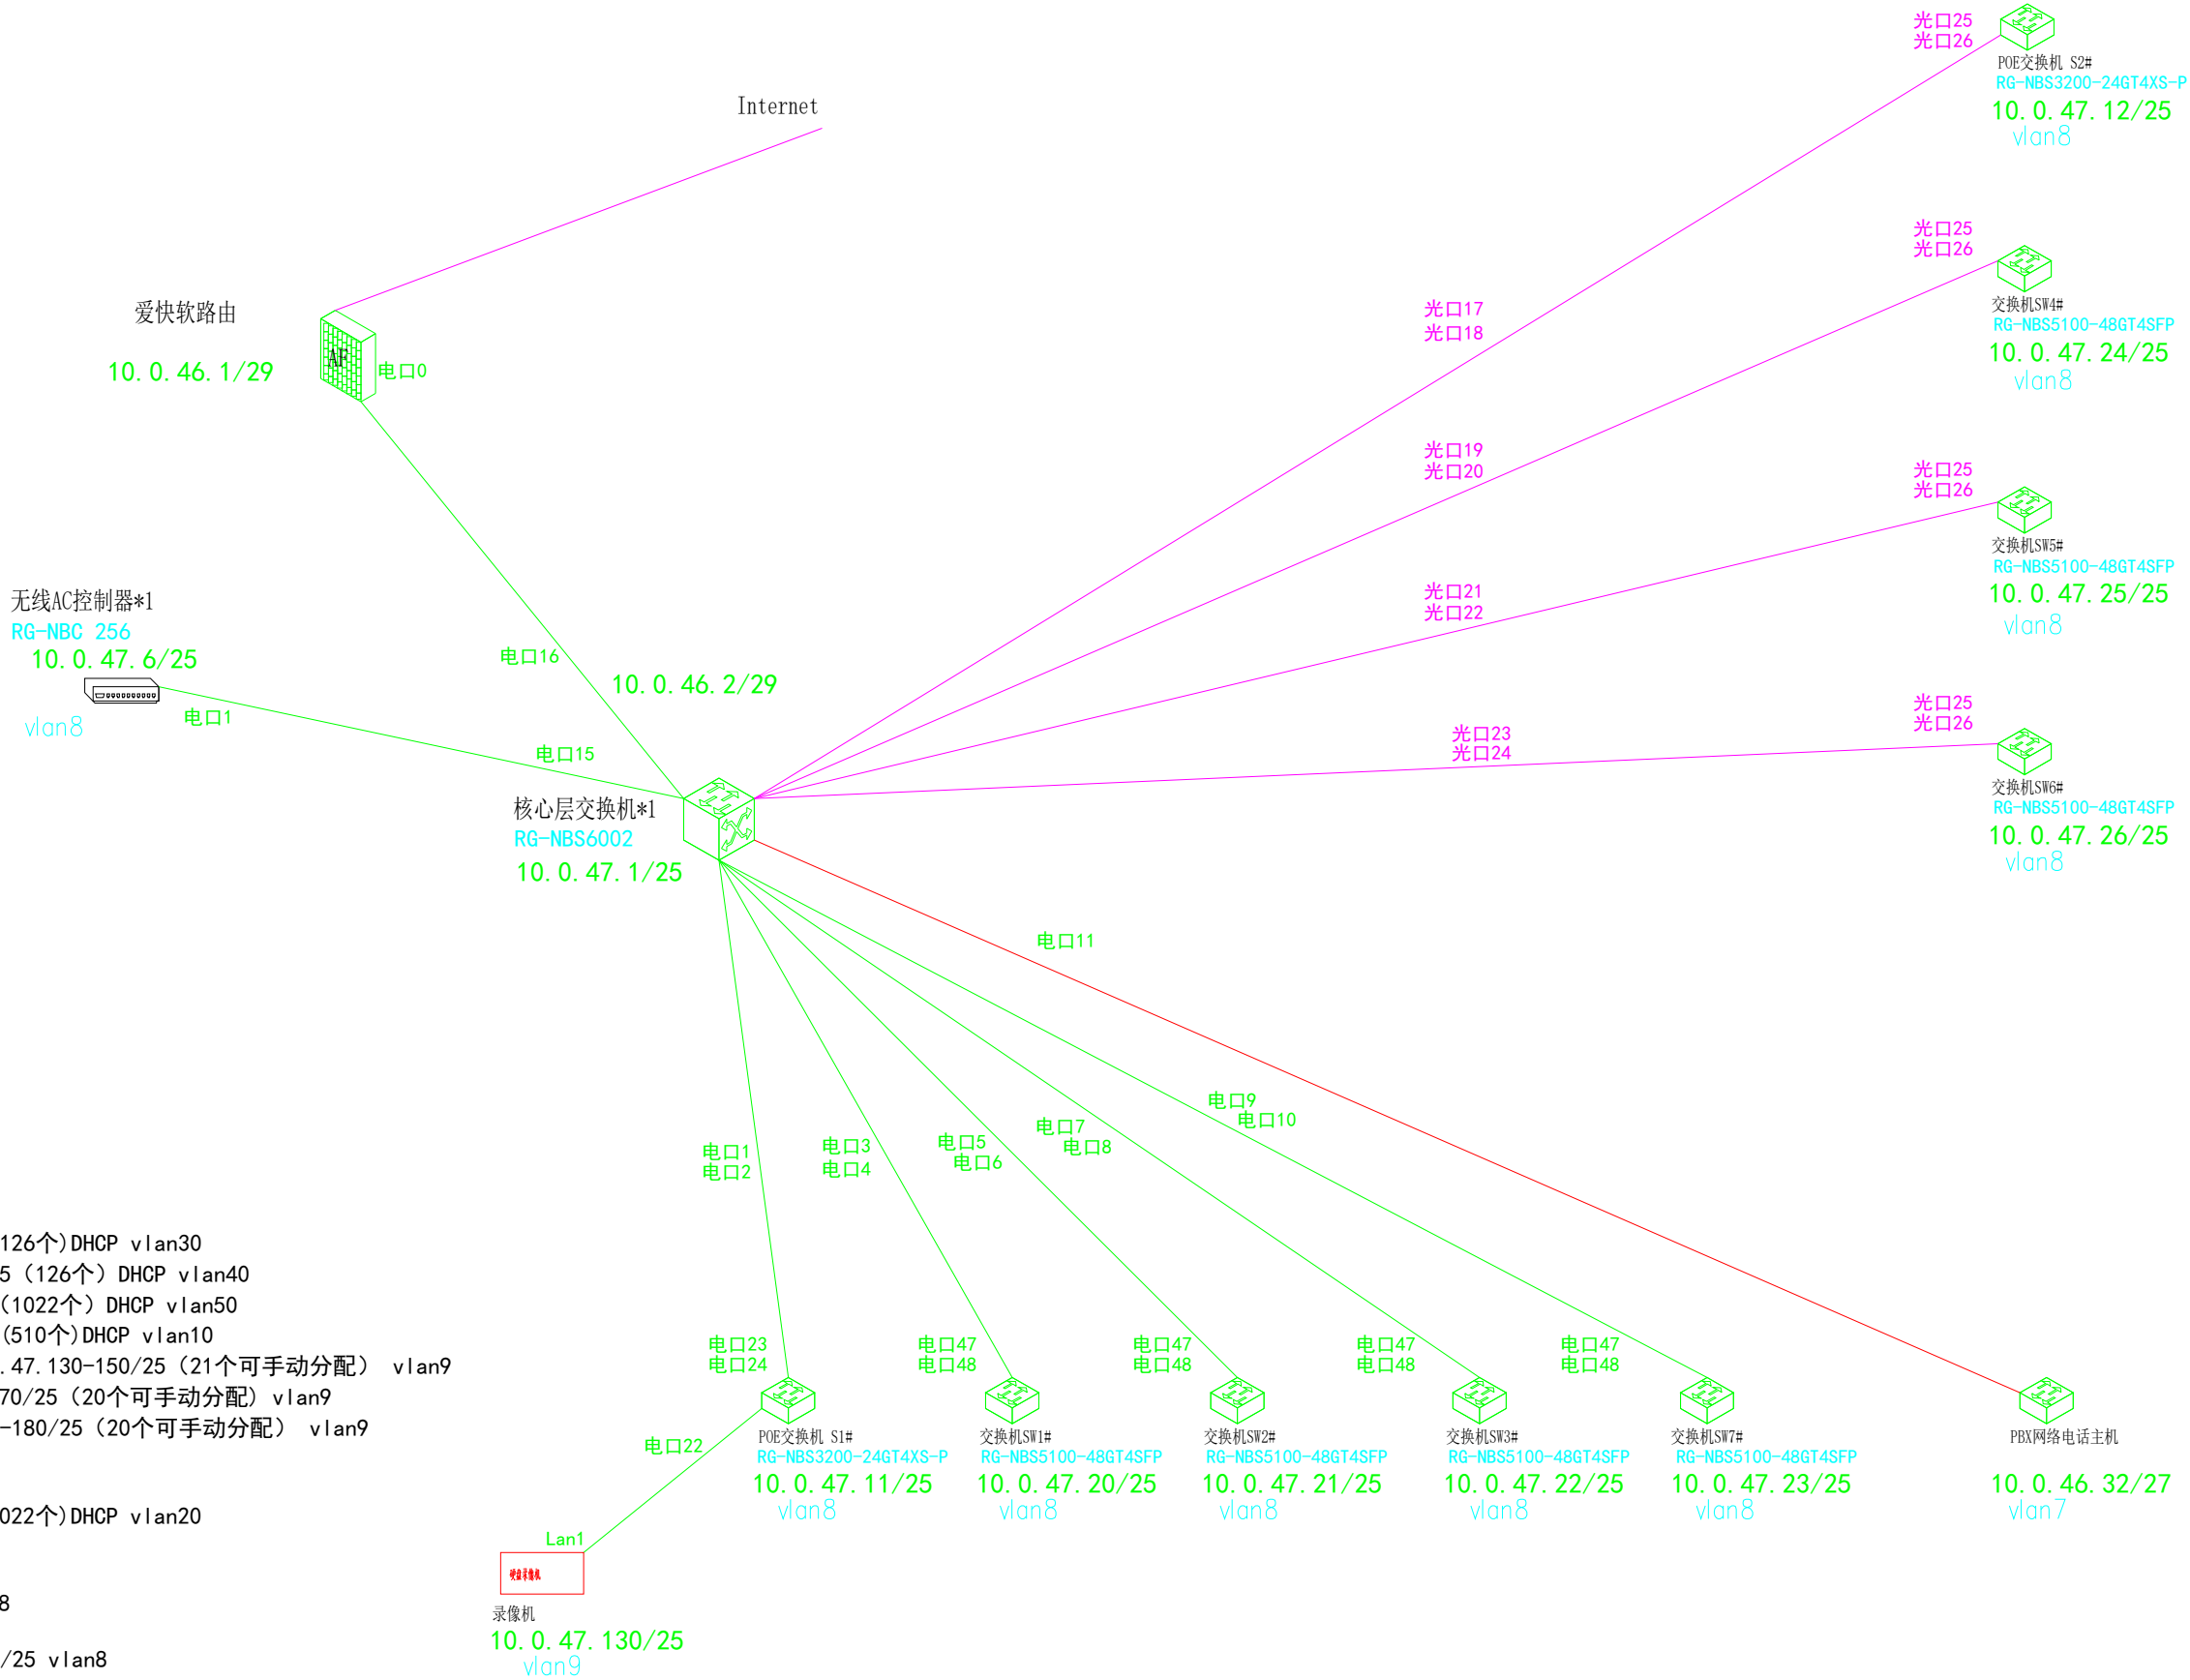 光口25
光口26
POE交换机 S2#
RG-NBS3200-24GT4XS-P
10.0.47.12/25
vlan8
Internet
光口25
光口26
交换机SW4#
RG-NBS5100-48GT4SFP
10.0.47.24/25
vlan8
爱快软路由
10.0.46.1/29
AF
电口0
光口17
光口18
光口19
光口20
光口25
光口26
交换机SW5#
RG-NBS5100-48GT4SFP
10.0.47.25/25
vlan8
光口21
光口22
无线AC控制器*1
RG-NBC 256
10.0.47.6/25
vlan8
电口1
电口16
10.0.46.2/29
电口15
光口23
光口24
光口25
光口26
交换机SW6#
RG-NBS5100-48GT4SFP
10.0.47.26/25
vlan8
核心层交换机*1
RG-NBS6002
10.0.47.1/25
电口11
电口9
电口10
电口7
电口8
电口5
电口6
电口3
电口4
电口1
电口2
126个)DHCP vlan30
5（126个）DHCP vlan40
(1022个）DHCP vlan50
(510个)DHCP vlan10
.47.130-150/25（21个可手动分配） vlan9
70/25（20个可手动分配）vlan9
-180/25（20个可手动分配） vlan9
022个)DHCP vlan20
8
/25 vlan8
电口23
电口24
电口47
电口48
电口47
电口48
电口47
电口48
电口47
电口48
电口22
POE交换机 S1#
RG-NBS3200-24GT4XS-P
10.0.47.11/25
vlan8
交换机SW1#
RG-NBS5100-48GT4SFP
10.0.47.20/25
vlan8
交换机SW2#
RG-NBS5100-48GT4SFP
10.0.47.21/25
vlan8
交换机SW3#
RG-NBS5100-48GT4SFP
10.0.47.22/25
vlan8
交换机SW7#
RG-NBS5100-48GT4SFP
10.0.47.23/25
vlan8
PBX网络电话主机
10.0.46.32/27
vlan7
Lan1
硬盘录像机
录像机
10.0.47.130/25
vlan9